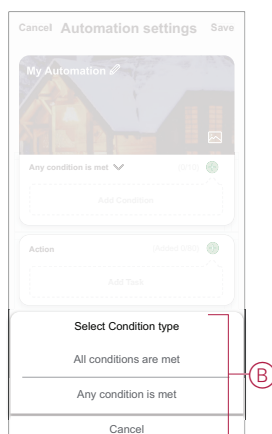 Cancel Automation settings Save
My Automation
Any condition is met
Add Condition
Action
Add Task
Select Condition type
All conditions are met
Any condition is met
B
Cancel